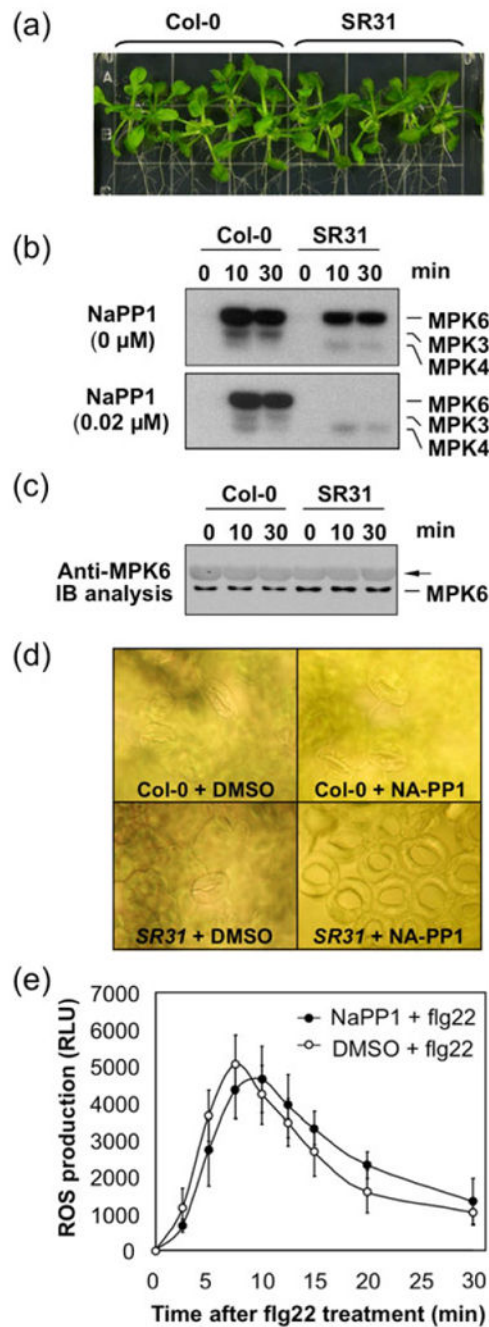 (a)
Col-0 SR31
A
B
(b)
Col-0 SR31
0 10 30 0 10 30 min
NaPP1
(0 µM)
MPK6
MPK3
MPK4
NaPP1
(0.02 µM)
MPK6
MPK3
MPK4
(c)
Col-0 SR31
0 10 30 0 10 30 min
Anti-MPK6
IB analysis
MPK6
(d)
Col-0 + DMSO Col-0 + NA-PP1
SR31 + DMSO SR31 + NA-PP1
(e)
ROS production (RLU)
7000
6000
5000
4000
3000
2000
1000
0
NaPP1 + flg22
DMSO + flg22
0 5 10 15 20 25 30
Time after flg22 treatment (min)